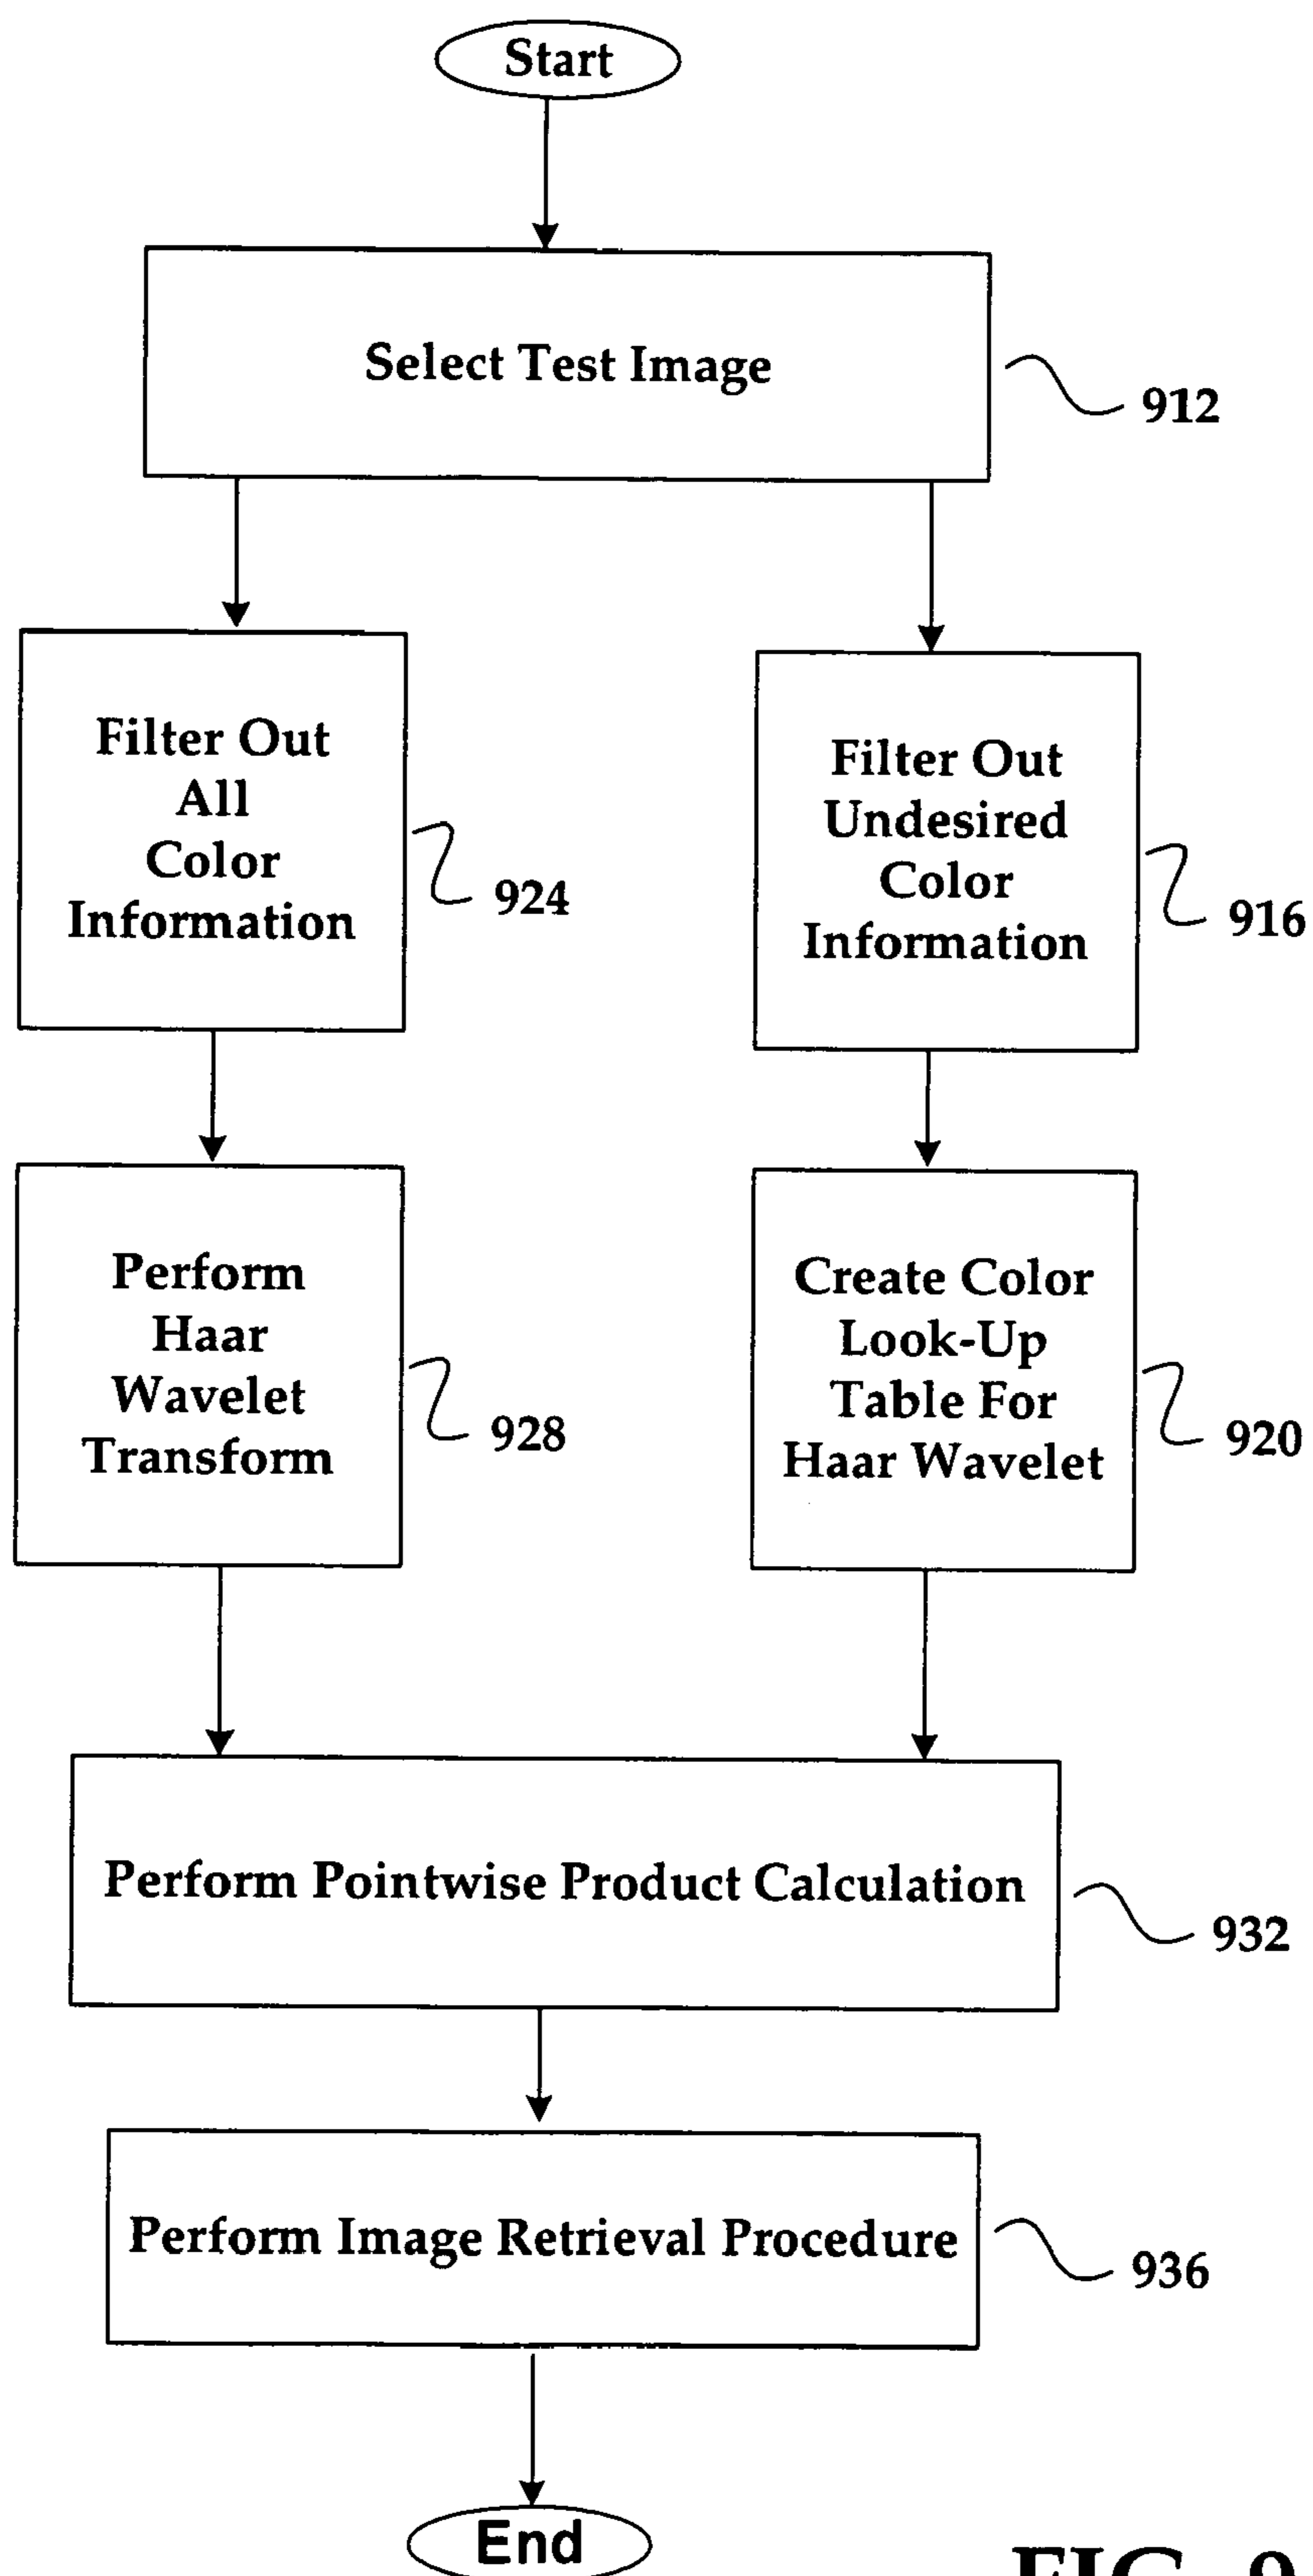 Start
Select Test Image
912
Filter Out
All
Color
Information
924
Filter Out
Undesired
Color
Information
916
Perform
Haar
Wavelet
Transform
928
Create Color
Look-Up
Table For
Haar Wavelet
920
Perform Pointwise Product Calculation
932
Perform Image Retrieval Procedure
936
End
FIG. 9